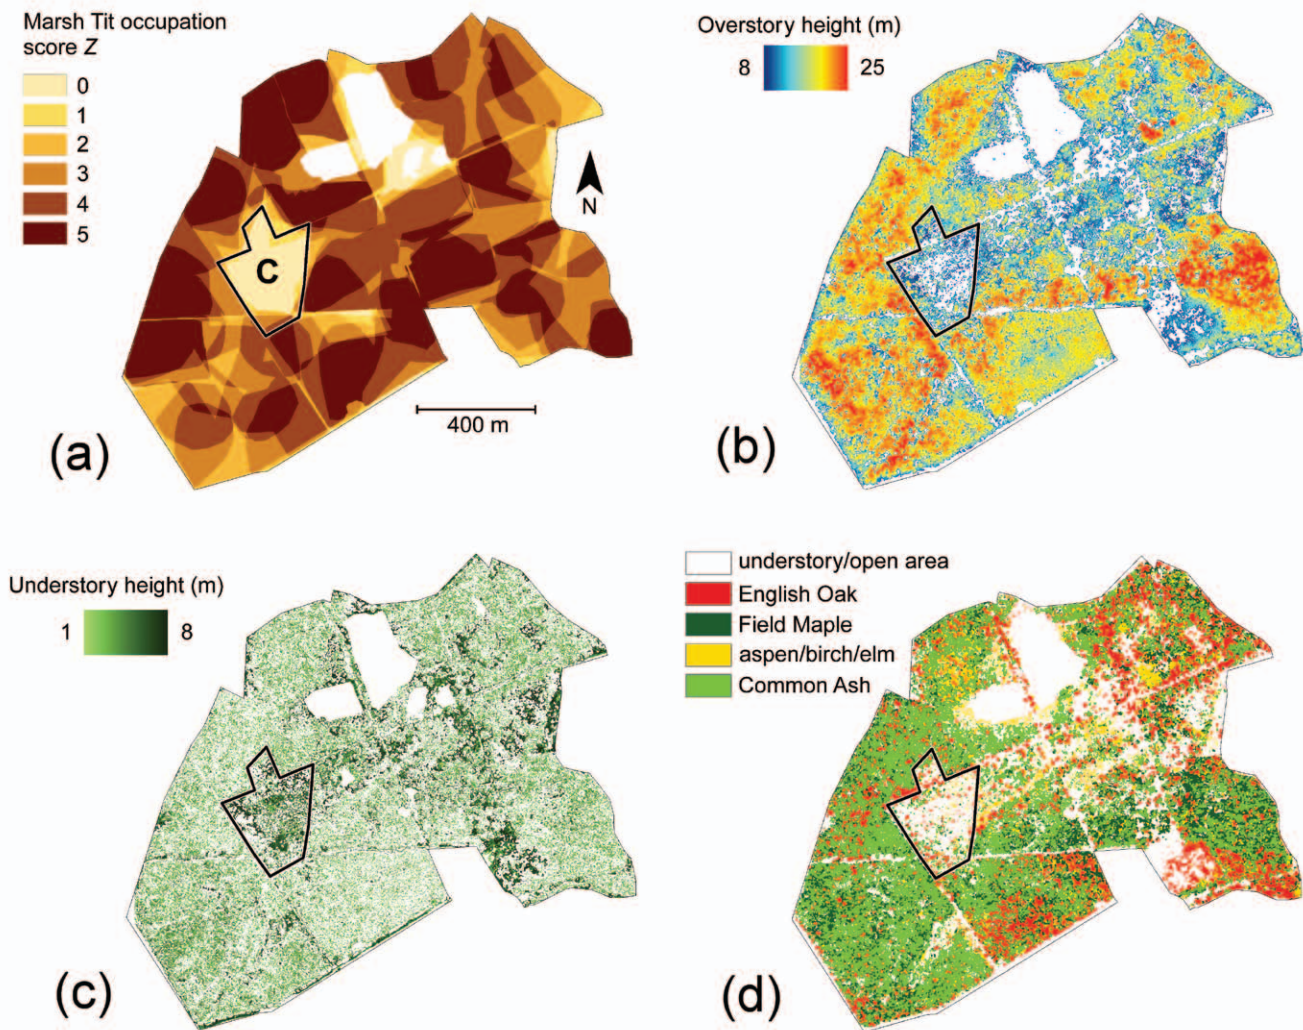 Marsh Tit occupation
score Z
0
1
2
3
4
5
C
N
400 m
(a)
Overstory height (m)
8 25
(b)
Understory height (m)
1 8
(c)
understory/open area
English Oak
Field Maple
aspen/birch/elm
Common Ash
(d)